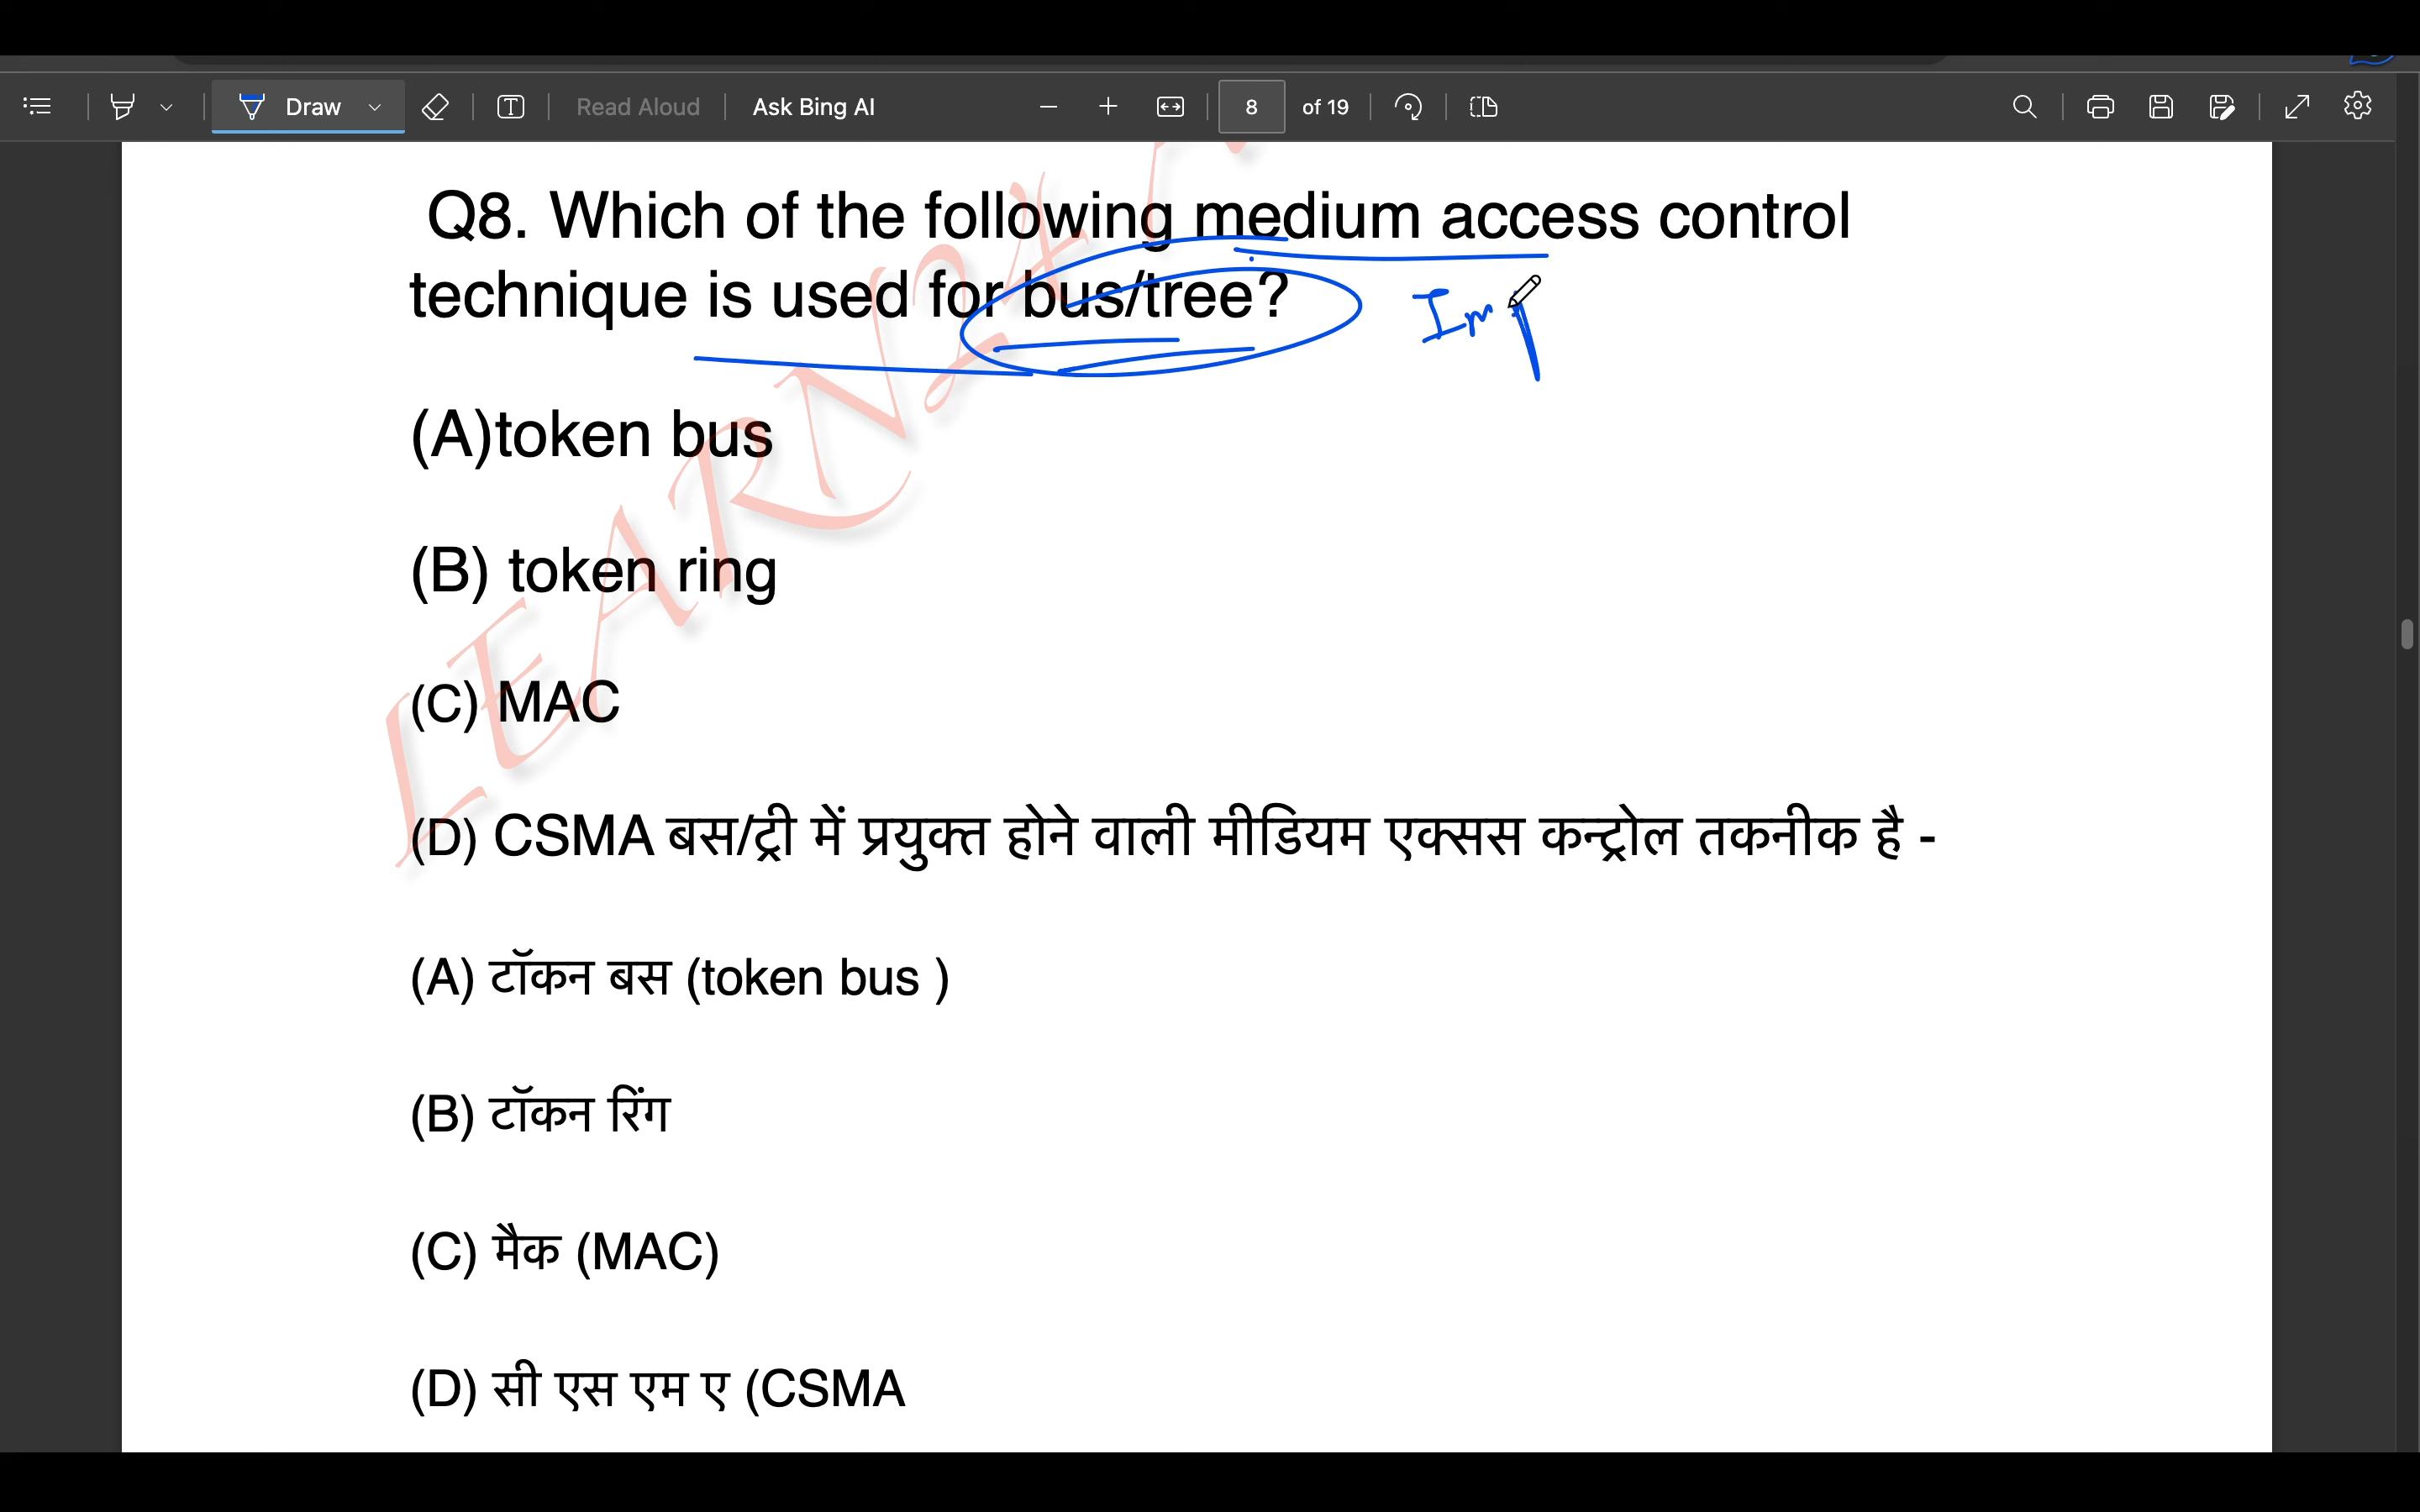 Draw
Read Aloud
Ask Bing AI
8
of 19
Q8. Which of the following medium access control
technique is used for bus/tree?
Imp
(A)token bus
(B) token ring
(C) MAC
(D) CSMA बस/ट्री में प्रयुक्त होने वाली मीडियम एक्सस कन्ट्रोल तकनीक है -
(A) टॉकन बस (token bus )
(B) टॉकन रिंग
(C) मैक (MAC)
(D) सी एस एम ए (CSMA